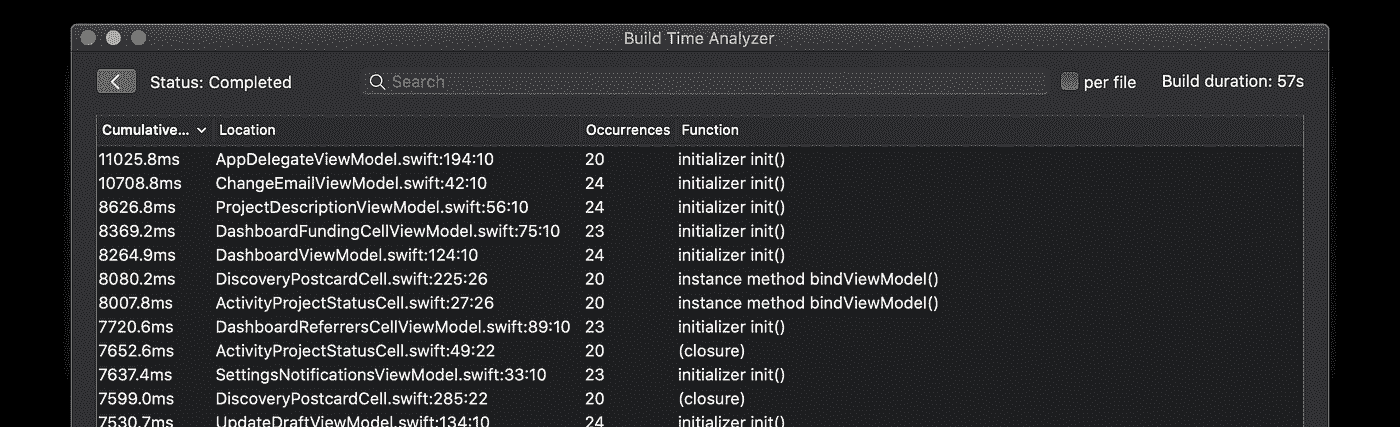 Build Time Analyzer
Status: Completed Search per file Build duration: 57s
Cumulative... Location Occurrences Function
11025.8ms AppDelegateViewModel.swift:194:10 20 initializer init()
10708.8ms ChangeEmailViewModel.swift:42:10 24 initializer init()
8626.8ms ProjectDescriptionViewModel.swift:56:10 24 initializer init()
8369.2ms DashboardFundingCellViewModel.swift:75:10 23 initializer init()
8264.9ms DashboardViewModel.swift:124:10 24 initializer init()
8080.2ms DiscoveryPostcardCell.swift:225:26 20 instance method bindViewModel()
8007.8ms ActivityProjectStatusCell.swift:27:26 20 instance method bindViewModel()
7720.6ms DashboardReferrersCellViewModel.swift:89:10 23 initializer init()
7652.6ms ActivityProjectStatusCell.swift:49:22 20 (closure)
7637.4ms SettingsNotificationsViewModel.swift:33:10 23 initializer init()
7599.0ms DiscoveryPostcardCell.swift:285:22 20 (closure)
7530.7ms UpdateDraftViewModel.swift:134:10 24 initializer init()